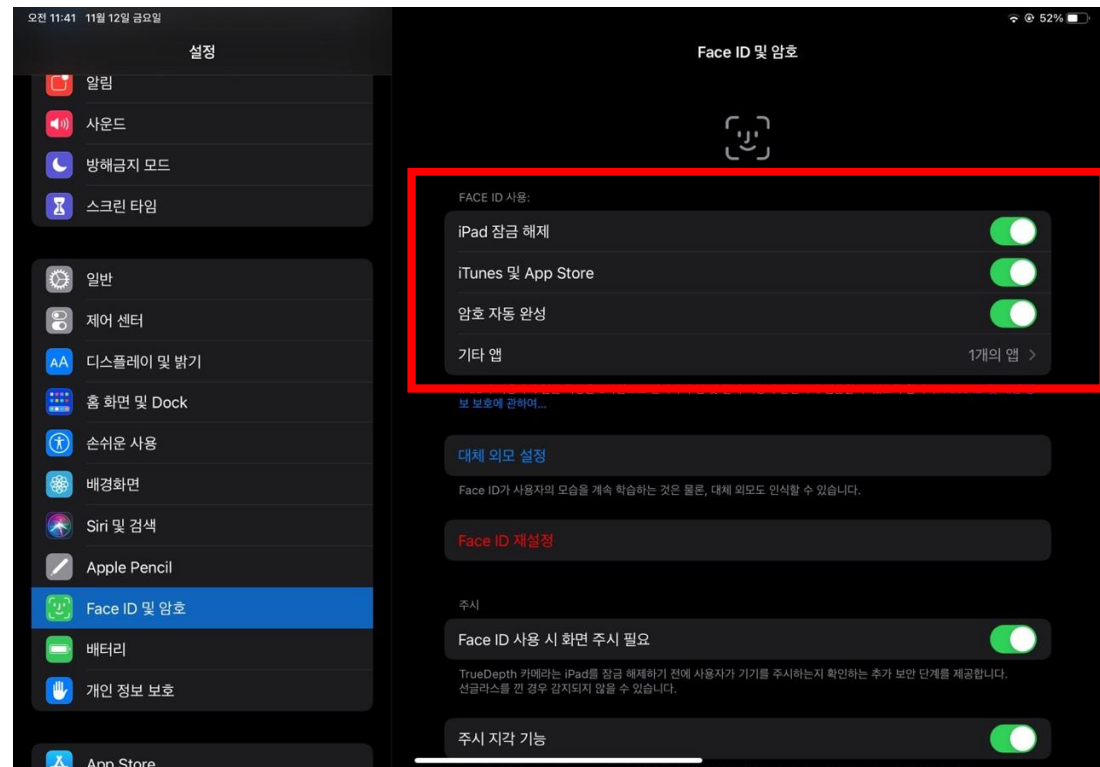 오전 11:41 11월 12일 금요일
52%
설정
알림
사운드
방해금지 모드
스크린 타임
일반
제어 센터
AA 디스플레이 및 밝기
홈 화면 및 Dock
손쉬운 사용
배경화면
Siri 및 검색
Apple Pencil
Face ID 및 암호
배터리
개인 정보 보호
App Store
Face ID 및 암호
FACE ID 사용:
iPad 잠금 해제
iTunes 및 App Store
암호 자동 완성
기타 앱 1개의 앱
보 보호에 관하여...
대체 외모 설정
Face ID가 사용자의 모습을 계속 학습하는 것은 물론, 대체 외모도 인식할 수 있습니다.
Face ID 재설정
주시
Face ID 사용 시 화면 주시 필요
TrueDepth 카메라는 iPad를 잠금 해제하기 전에 사용자가 기기를 주시하는지 확인하는 추가 보안 단계를 제공합니다.
선글라스를 낀 경우 감지되지 않을 수 있습니다.
주시 지각 기능